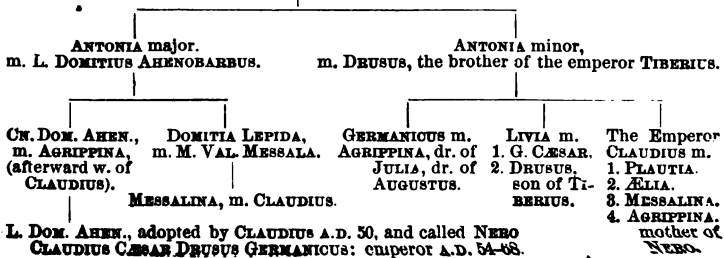 ANTONIA major.
m. L. DOMITIUS AHENOBARBUS.
ANTONIA minor,
m. DRUSUS, the brother of the emperor TIBERIUS.
CN. DOM. AHEN.,
m. AGRIPPINA,
(afterward w. of
CLAUDIUS).
DOMITIA LEPIDA,
m. M. VAL. MESSALA.
MESSALINA, m. CLAUDIUS.
GERMANICUS m.
AGRIPPINA, dr. of
JULIA, dr. of
AUGUSTUS.
LIVIA m.
1. G. CÆSAR.
2. DRUSUS,
son of TI-
BERIUS.
The Emperor
CLAUDIUS m.
1. PLAUTIA.
2. ÆLIA.
3. MESSALINA.
4. AGRIPPINA.
mother of
NERO.
L. DOM. AHEN., adopted by CLAUDIUS A.D. 50, and called NERO
CLAUDIUS CÆSAR DRUSUS GERMANICUS: emperor A.D. 54–68.